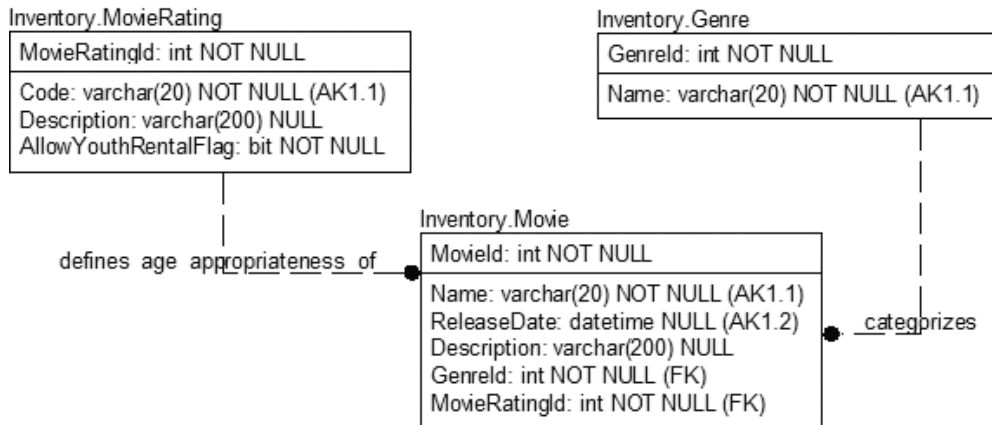 Inventory.MovieRating
MovieRatingId: int NOT NULL
Code: varchar(20) NOT NULL (AK1.1)
Description: varchar(200) NULL
AllowYouthRentalFlag: bit NOT NULL
Inventory.Genre
GenreId: int NOT NULL
Name: varchar(20) NOT NULL (AK1.1)
defines age appropriateness of
Inventory.Movie
MovieId: int NOT NULL
Name: varchar(20) NOT NULL (AK1.1)
ReleaseDate: datetime NULL (AK1.2)
Description: varchar(200) NULL
GenreId: int NOT NULL (FK)
MovieRatingId: int NOT NULL (FK)
categorizes